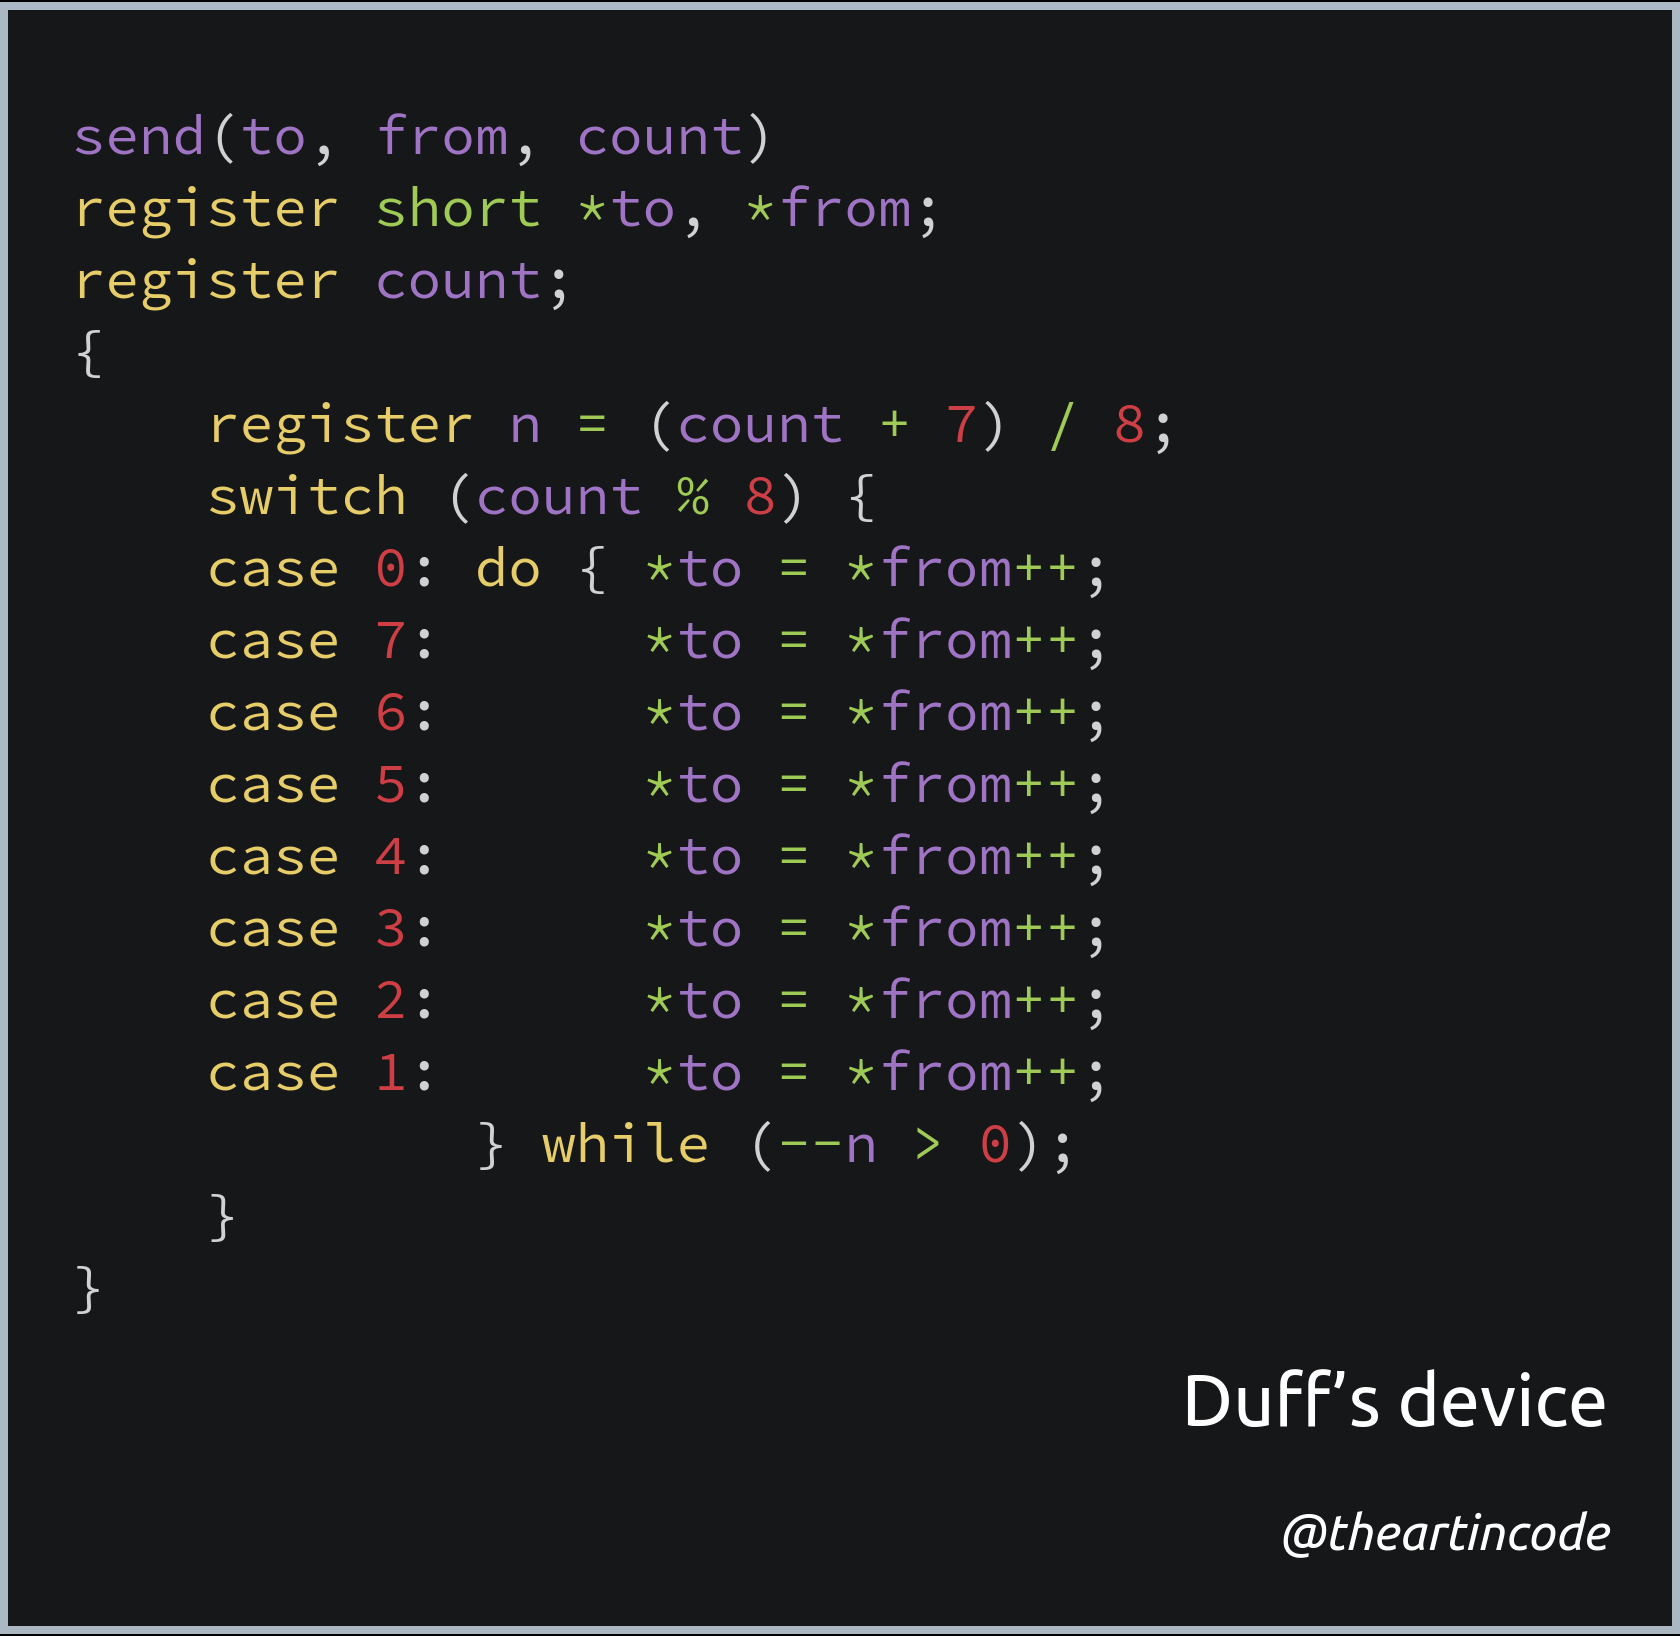 send(to, from, count)
register short *to, *from;
register count;
{
    register n = (count + 7) / 8;
    switch (count % 8) {
    case 0: do { *to = *from++;
    case 7:      *to = *from++;
    case 6:      *to = *from++;
    case 5:      *to = *from++;
    case 4:      *to = *from++;
    case 3:      *to = *from++;
    case 2:      *to = *from++;
    case 1:      *to = *from++;
            } while (--n > 0);
    }
}
Duff’s device
@theartincode